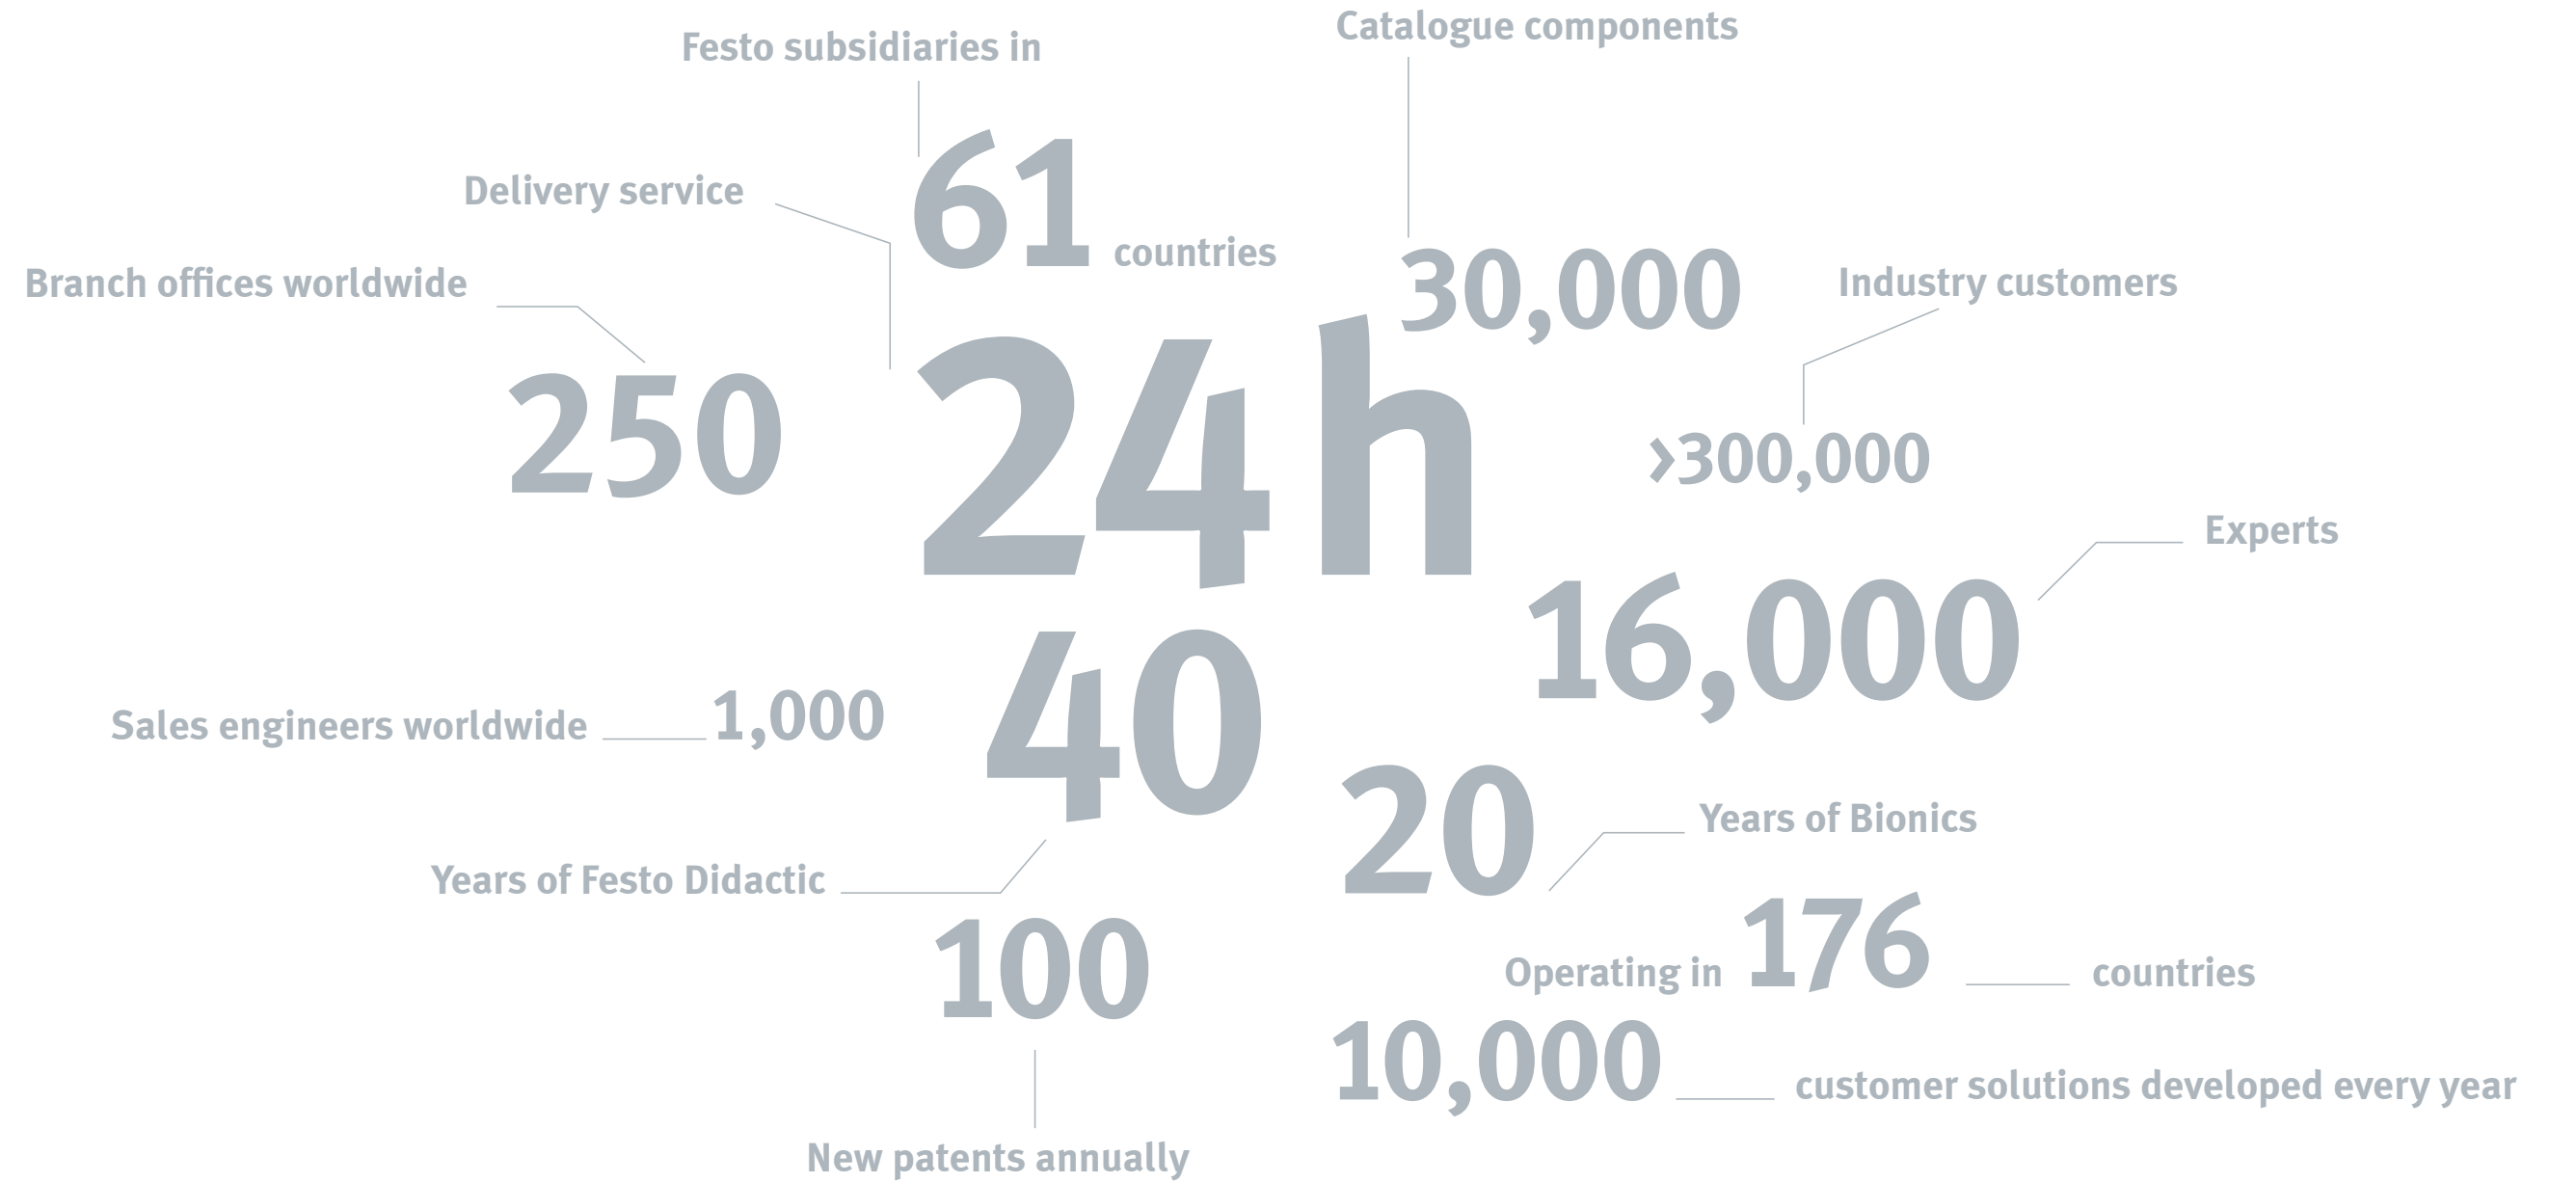 Catalogue components
Festo subsidiaries in
61 countries
Delivery service
24h
Branch offices worldwide
250
30,000
Industry customers
>300,000
Experts
16,000
Sales engineers worldwide 1,000
40
Years of Festo Didactic
20
Years of Bionics
100
New patents annually
Operating in 176 countries
10,000 customer solutions developed every year